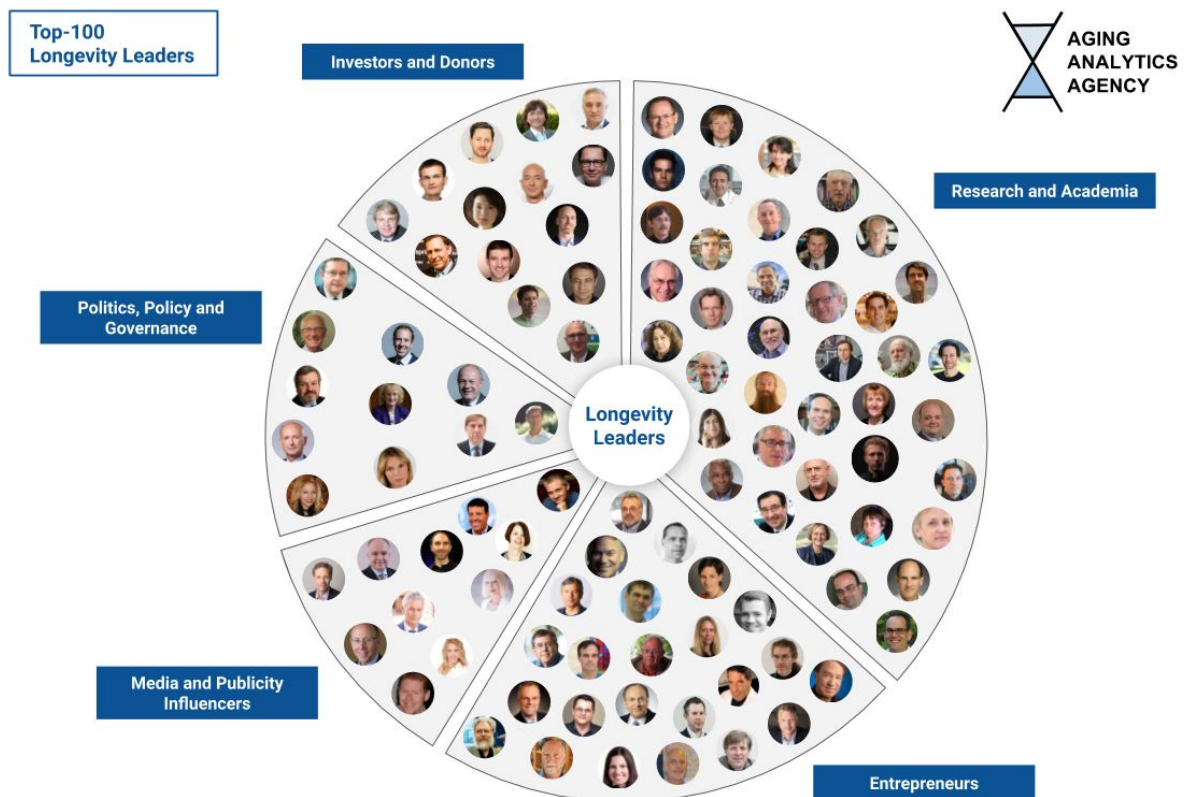 Top-100
Longevity Leaders
Investors and Donors
AGING
ANALYTICS
AGENCY
Research and Academia
Politics, Policy and
Governance
Longevity
Leaders
Media and Publicity
Influencers
Entrepreneurs